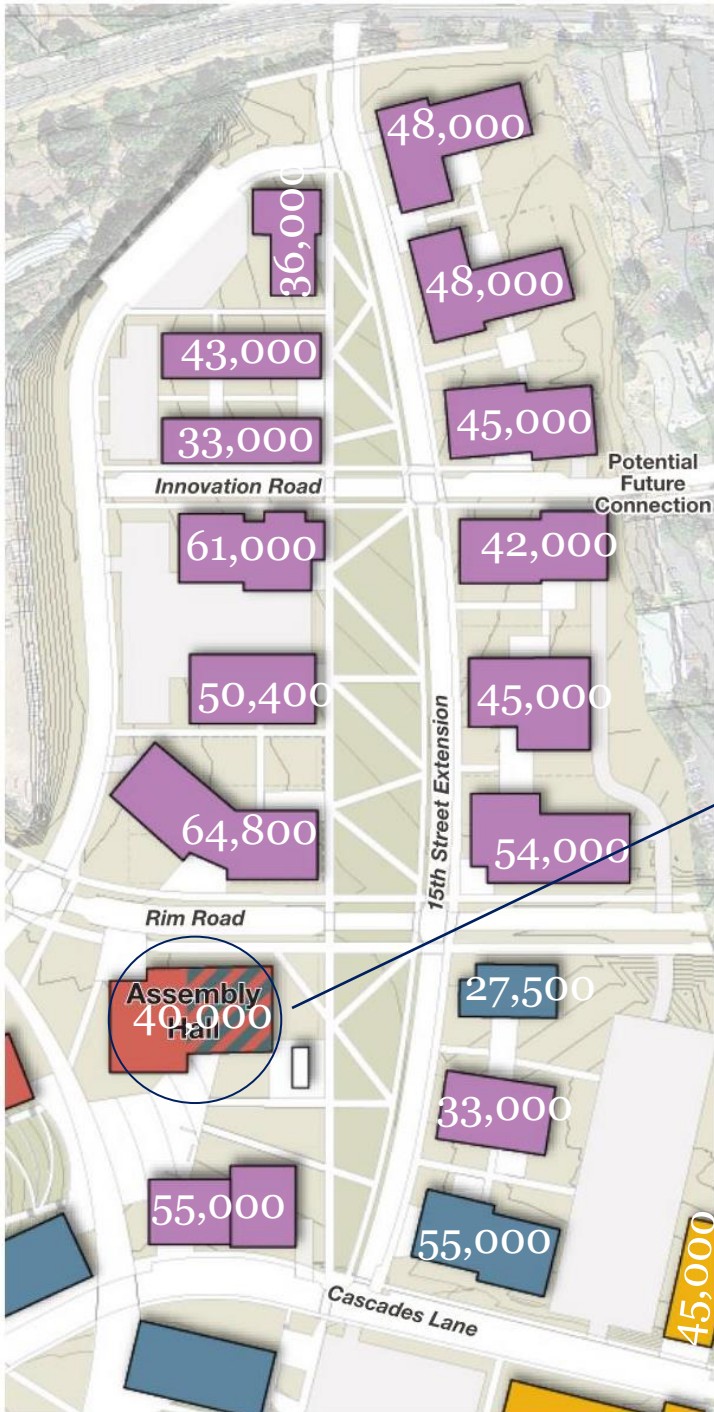 48,000
36,000
48,000
43,000
45,000
33,000
Potential
Future
Connection
Innovation Road
61,000
42,000
50,400
45,000
15th Street Extension
64,800
54,000
Rim Road
Assembly
Hall
40,000
27,500
33,000
55,000
55,000
45,000
Cascades Lane